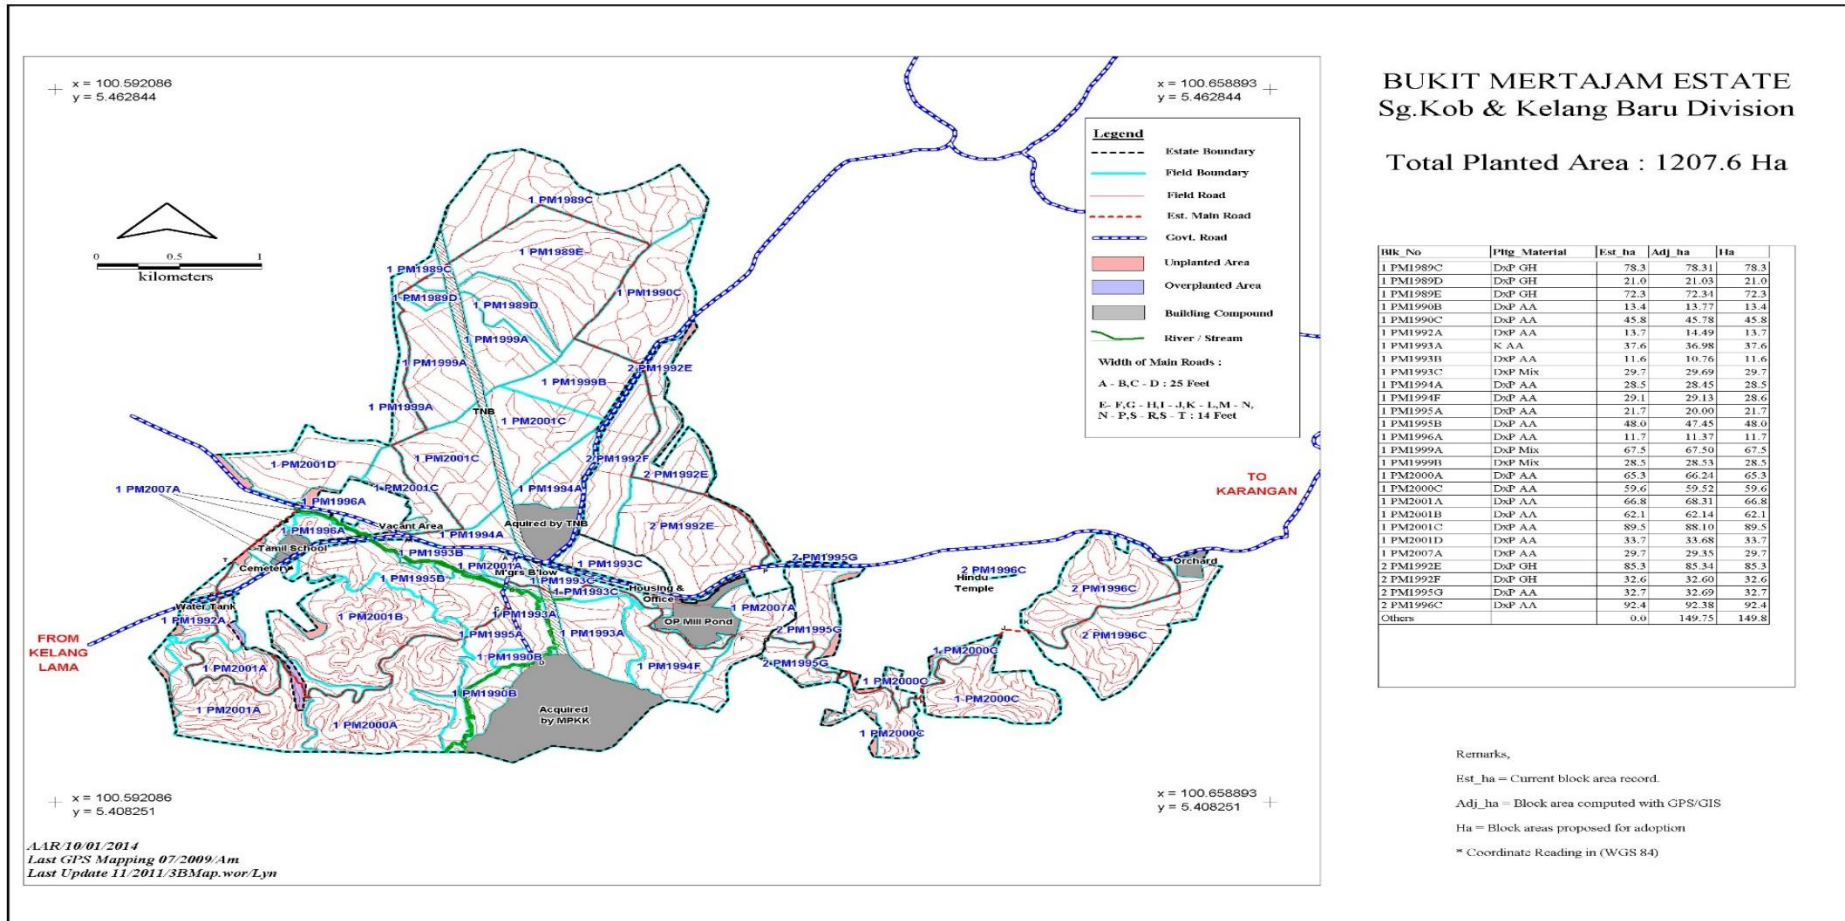 x = 100.592086
y = 5.462844
x = 100.658893
y = 5.462844
BUKIT MERTAJAM ESTATE
Sg.Kob & Kelang Baru Division
Total Planted Area : 1207.6 Ha
Legend
Estate Boundary
Field Boundary
Field Road
Est. Main Road
Govt. Road
Unplanted Area
Overplanted Area
Building Compound
River / Stream
Width of Main Roads :
A - B,C - D : 25 Feet
E- F,G - H,I - J,K - L,M - N,
N - P,S - R,S - T : 14 Feet
0 0.5 1
kilometers
1 PM1989C
1 PM1989E
1 PM1989C
1 PM1989D
1 PM1989D
1 PM1990C
1 PM1999A
1 PM1999A
2 PM1992E
1 PM1999B
1 PM1999A
TNB
1 PM2001C
1 PM2001C
2 PM1992F
1 PM2001D
2 PM1992E
1 PM2007A
1 PM2001C
1 PM1994A
1 PM1996A
Vacant Area
Aquired by TNB
2 PM1992E
1 PM1996A
1 PM1994A
Tamil School
1 PM1993B
1 PM1993C
2 PM1995G
Cemetery
1 PM2001A
M'grs B'low
1 PM1995B
1 PM1993C
1 PM1993C
Housing &
Office
2 PM1996C
Hindu
Temple
2 PM1996C
Orchard
Water Tank
1 PM1992A
1 PM2001B
1 PM1993A
1 PM2007A
OP Mill Pond
1 PM1995A
1 PM1993A
2 PM1995G
2 PM1996C
1 PM1990B
1 PM2000C
2 PM1995G
1 PM2001A
1 PM1994F
1 PM2000C
1 PM1990B
1 PM2000C
1 PM2001A
1 PM2000A
Acquired
by MPKK
1 PM2000C
FROM
KELANG
LAMA
TO
KARANGAN
x = 100.592086
y = 5.408251
x = 100.658893
y = 5.408251
AAR/10/01/2014
Last GPS Mapping 07/2009/Am
Last Update 11/2011/3BMap.wor/Lyn
Blk_No Pltg_Material Est_ha Adj_ha Ha
1 PM1989C DxP GH 78.3 78.31 78.3
1 PM1989D DxP GH 21.0 21.03 21.0
1 PM1989E DxP GH 72.3 72.34 72.3
1 PM1990B DxP AA 13.4 13.77 13.4
1 PM1990C DxP AA 45.8 45.78 45.8
1 PM1992A DxP AA 13.7 14.49 13.7
1 PM1993A K AA 37.6 36.98 37.6
1 PM1993B DxP AA 11.6 10.76 11.6
1 PM1993C DxP Mix 29.7 29.69 29.7
1 PM1994A DxP AA 28.5 28.45 28.5
1 PM1994F DxP AA 29.1 29.13 28.6
1 PM1995A DxP AA 21.7 20.00 21.7
1 PM1995B DxP AA 48.0 47.45 48.0
1 PM1996A DxP AA 11.7 11.37 11.7
1 PM1999A DxP Mix 67.5 67.50 67.5
1 PM1999B DxP Mix 28.5 28.53 28.5
1 PM2000A DxP AA 65.3 66.24 65.3
1 PM2000C DxP AA 59.6 59.52 59.6
1 PM2001A DxP AA 66.8 68.31 66.8
1 PM2001B DxP AA 62.1 62.14 62.1
1 PM2001C DxP AA 89.5 88.10 89.5
1 PM2001D DxP AA 33.7 33.68 33.7
1 PM2007A DxP AA 29.7 29.35 29.7
2 PM1992E DxP GH 85.3 85.34 85.3
2 PM1992F DxP GH 32.6 32.60 32.6
2 PM1995G DxP AA 32.7 32.69 32.7
2 PM1996C DxP AA 92.4 92.38 92.4
Others 0.0 149.75 149.8
Remarks,
Est_ha = Current block area record.
Adj_ha = Block area computed with GPS/GIS
Ha = Block areas proposed for adoption
* Coordinate Reading in (WGS 84)